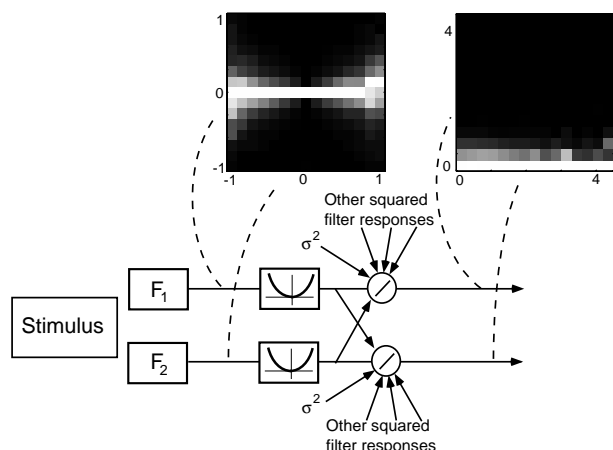 1
0
-1
-1
0
1
4
0
0
4
Other squared
filter responses
σ²
F₁
Stimulus
F₂
σ²
Other squared
filter responses